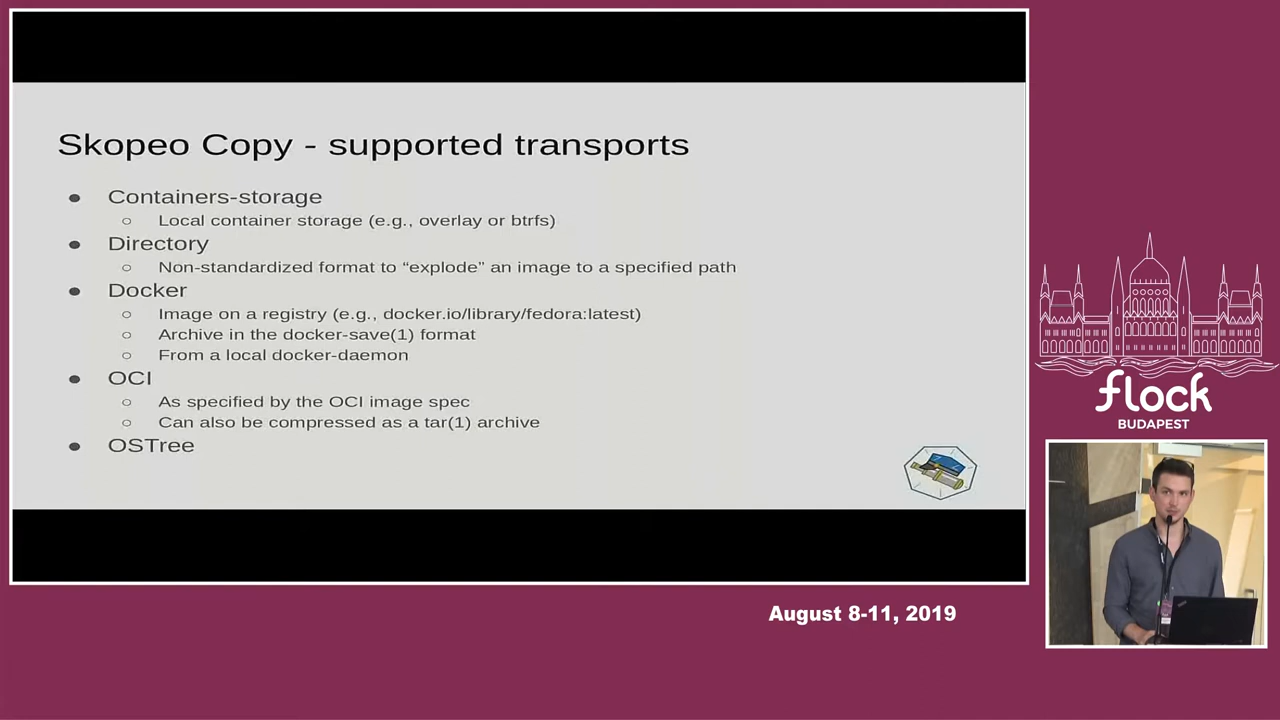 Skopeo Copy - supported transports
● Containers-storage
○ Local container storage (e.g., overlay or btrfs)
● Directory
○ Non-standardized format to “explode” an image to a specified path
● Docker
○ Image on a registry (e.g., docker.io/library/fedora:latest)
○ Archive in the docker-save(1) format
○ From a local docker-daemon
● OCI
○ As specified by the OCI image spec
○ Can also be compressed as a tar(1) archive
● OSTree
flock
BUDAPEST
August 8-11, 2019